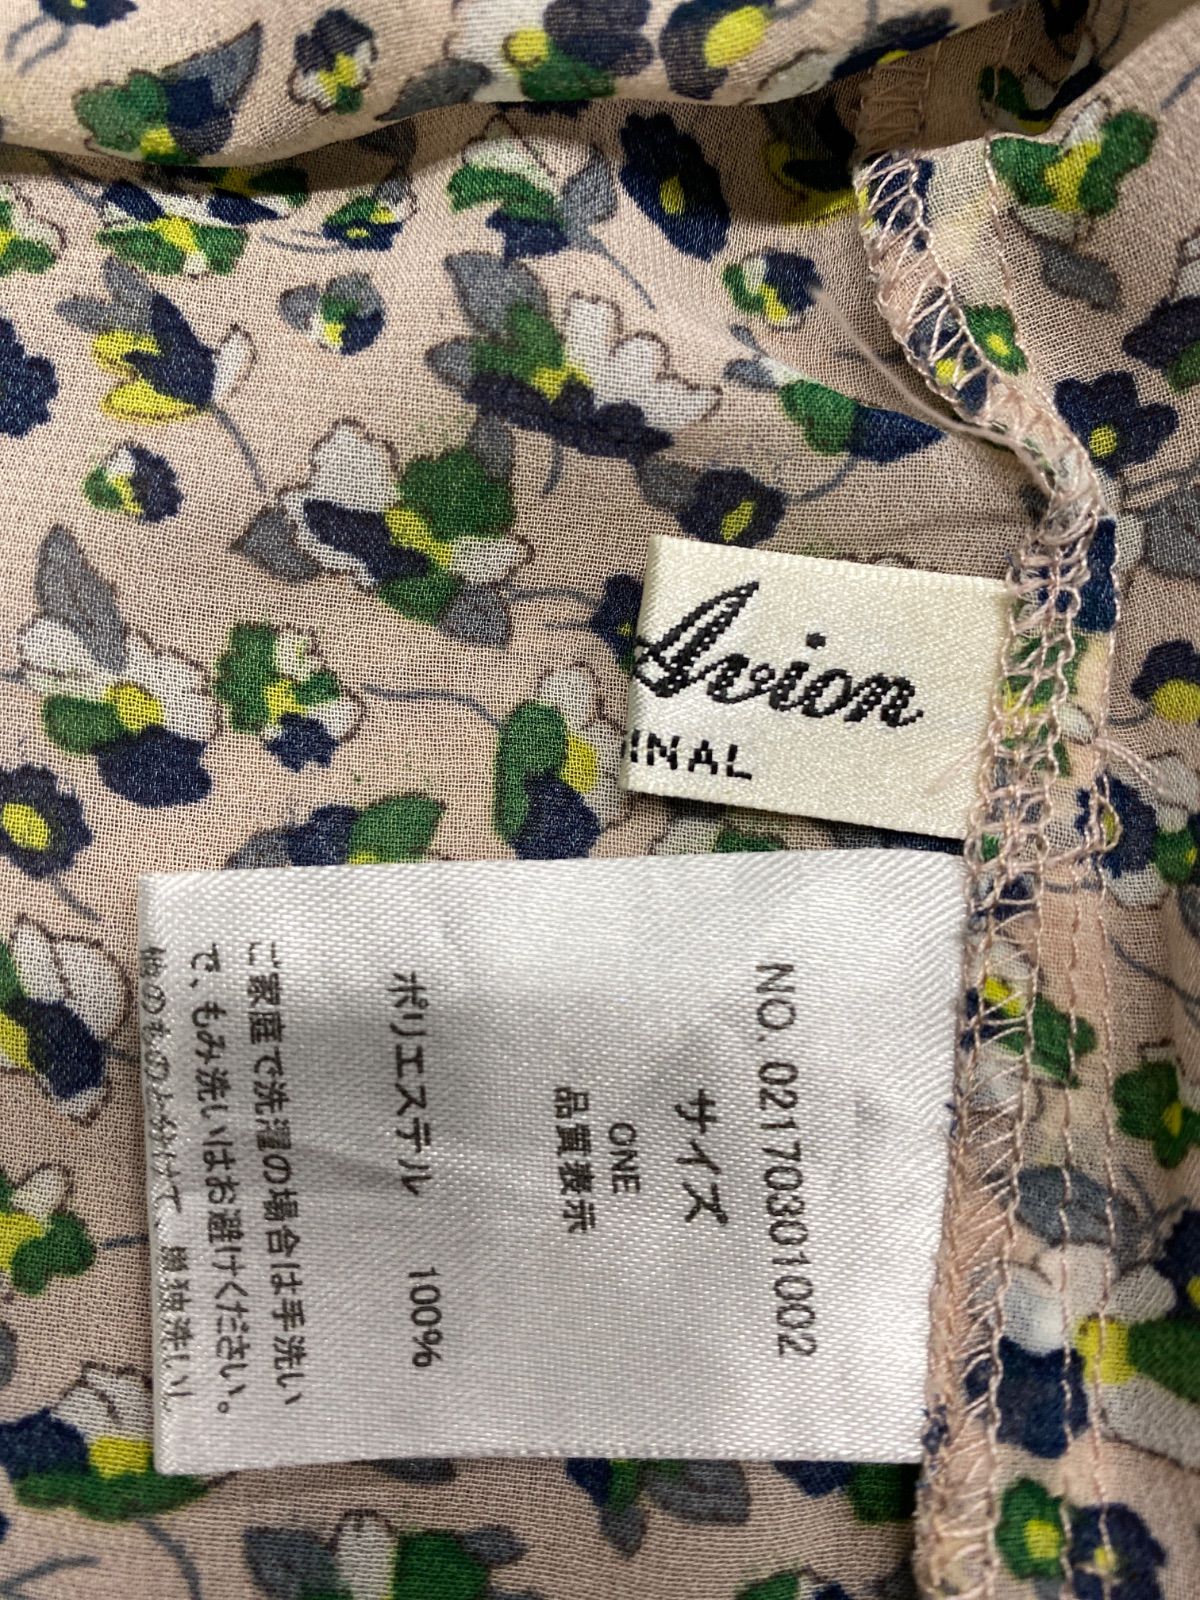 Avion
INAL
NO. 02170301002
サイズ
ONE
品質表示
ポリエステル 100%
ご家庭で洗濯の場合は手洗い
で、もみ洗いはお避けください。